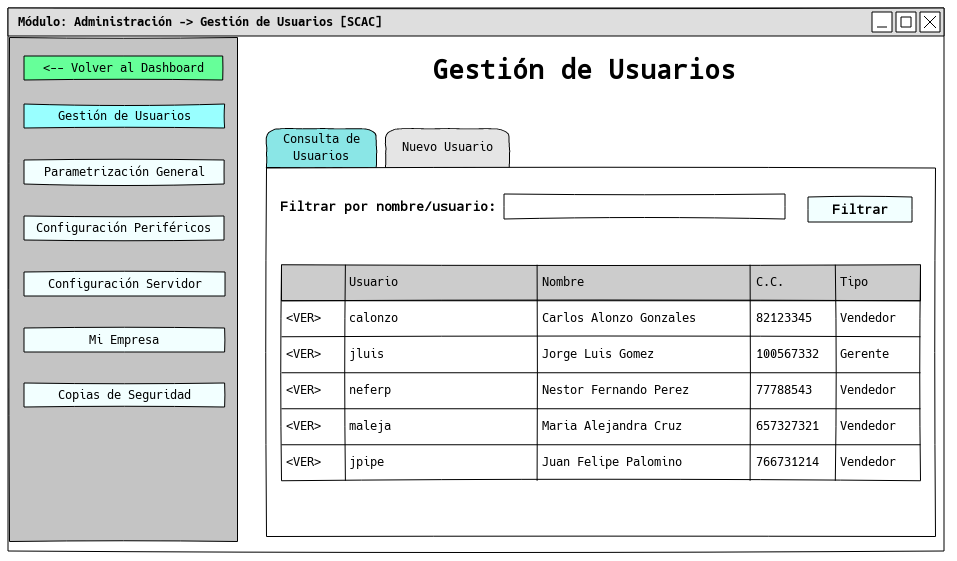 Módulo: Administración -> Gestión de Usuarios [SCAC]
<-- Volver al Dashboard
Gestión de Usuarios
Parametrización General
Configuración Periféricos
Configuración Servidor
Mi Empresa
Copias de Seguridad
Gestión de Usuarios
Consulta de
Usuarios
Nuevo Usuario
Filtrar por nombre/usuario:
Filtrar
Usuario Nombre C.C. Tipo
<VER> calonzo Carlos Alonzo Gonzales 82123345 Vendedor
<VER> jluis Jorge Luis Gomez 100567332 Gerente
<VER> neferp Nestor Fernando Perez 77788543 Vendedor
<VER> maleja Maria Alejandra Cruz 657327321 Vendedor
<VER> jpipe Juan Felipe Palomino 766731214 Vendedor